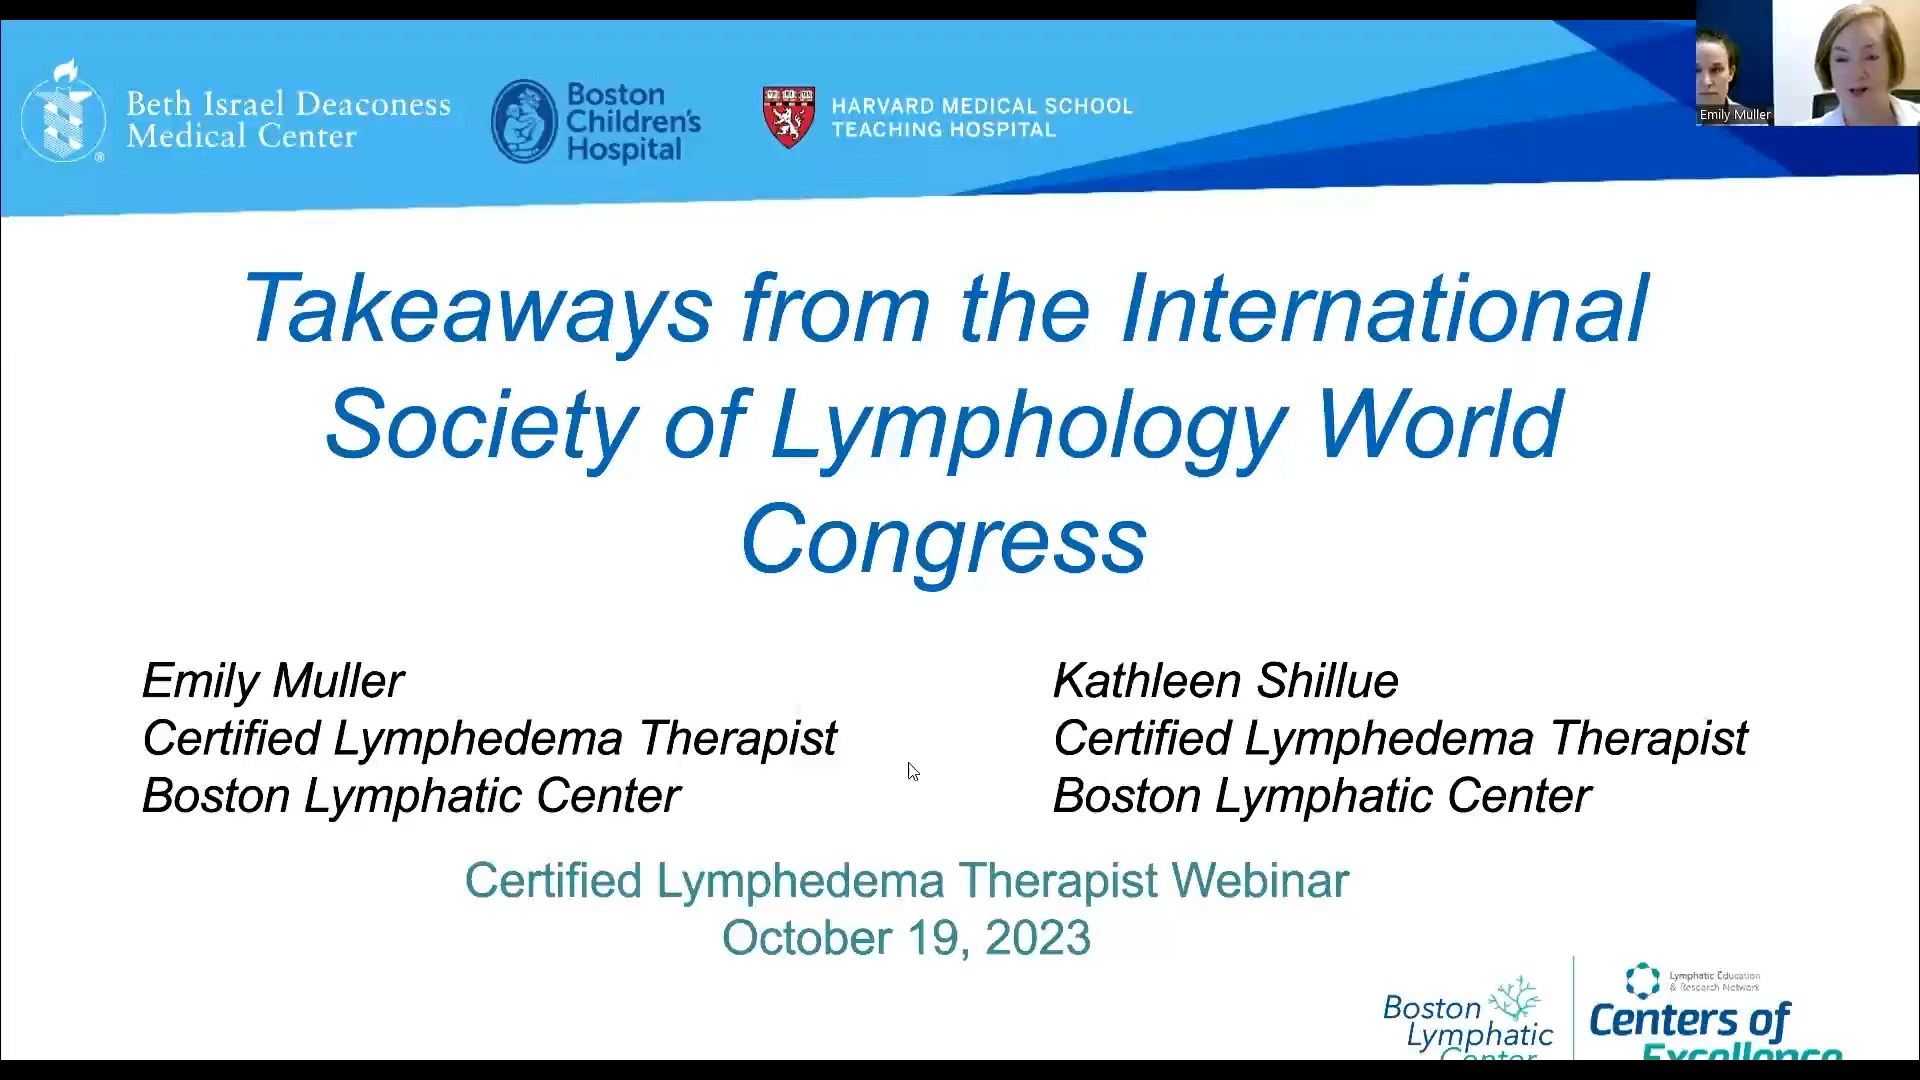 Beth Israel Deaconess
Medical Center
®
Boston
Children's
Hospital
HARVARD MEDICAL SCHOOL
TEACHING HOSPITAL
Emily Muller
Takeaways from the International
Society of Lymphology World
Congress
Emily Muller
Certified Lymphedema Therapist
Boston Lymphatic Center
Kathleen Shillue
Certified Lymphedema Therapist
Boston Lymphatic Center
Certified Lymphedema Therapist Webinar
October 19, 2023
Boston
Lymphatic
Center
Lymphatic Education
& Research Network
Centers of
Excellence